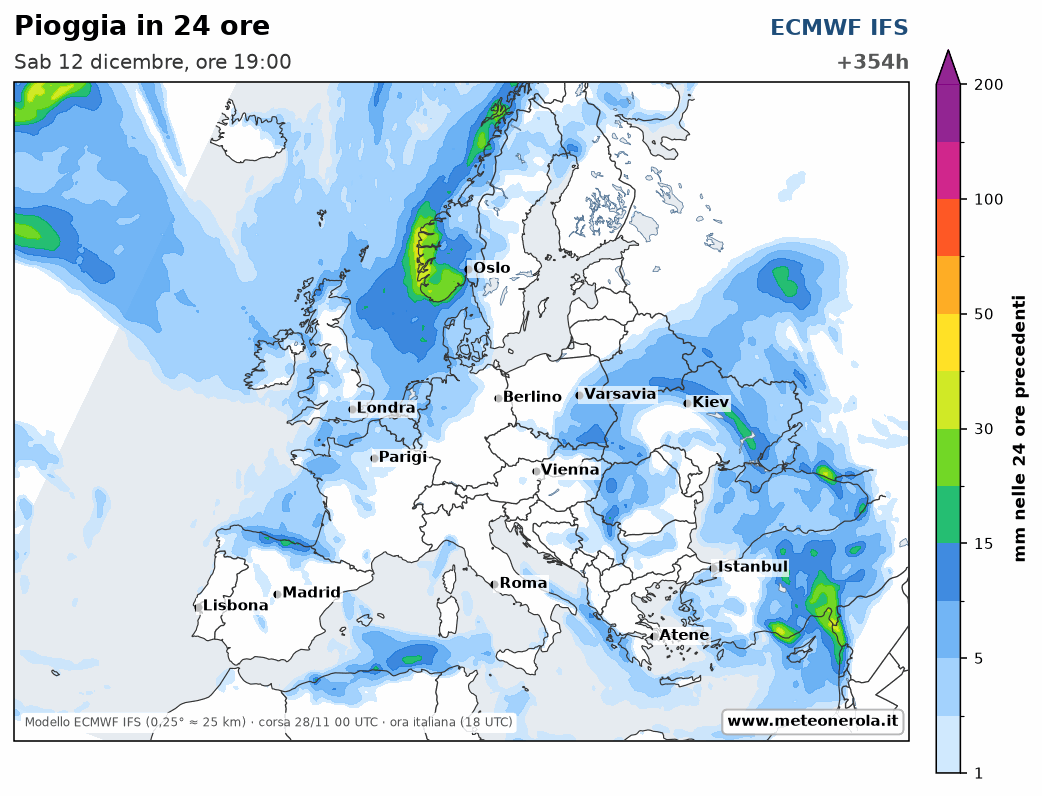 Pioggia in 24 ore
ECMWF IFS
Sab 12 dicembre, ore 19:00
+354h
200
100
50
30
15
5
1
mm nelle 24 ore precedenti
Oslo
Berlino
Varsavia
Kiev
Londra
Parigi
Vienna
Istanbul
Roma
Madrid
Lisbona
Atene
Modello ECMWF IFS (0,25° ≈ 25 km) · corsa 28/11 00 UTC · ora italiana (18 UTC)
www.meteonerola.it